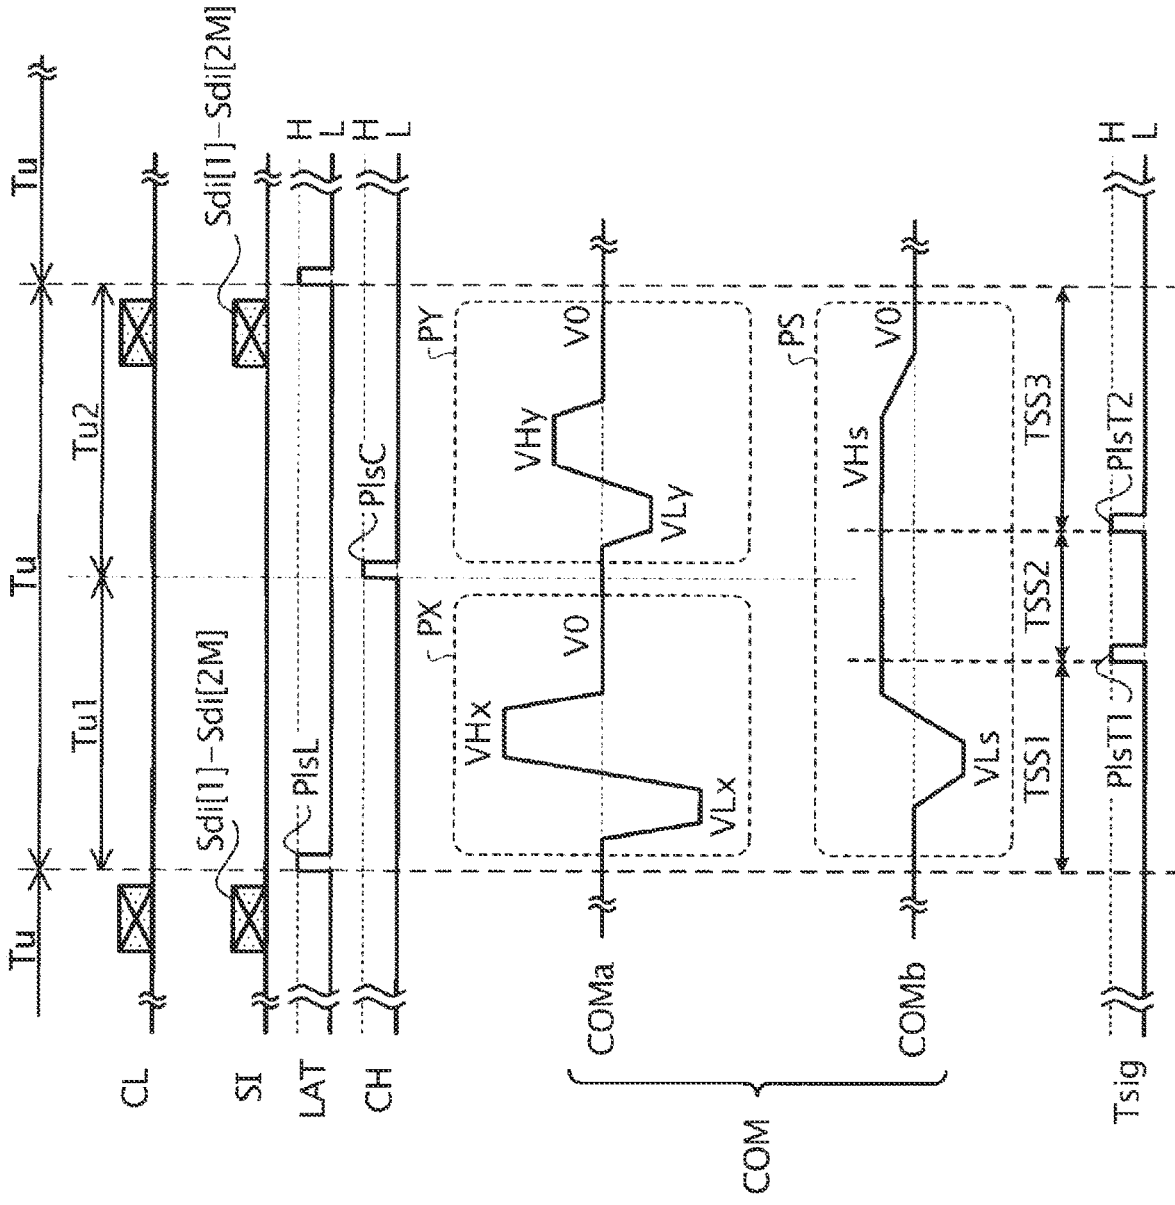 Tu Tu Tu
Tu1 Tu2
CL
Sdi[1]-Sdi[2M] Sdi[1]-Sdi[2M]
SI
PlsL
LAT H
L
PlsC
CH H
L
PX PY
VHx VHy
V0 V0
COMa
VLx VLy
COM
PS
VHs
V0
COMb
VLs
TSS1 TSS2 TSS3
PlsT1 PlsT2
Tsig H
L